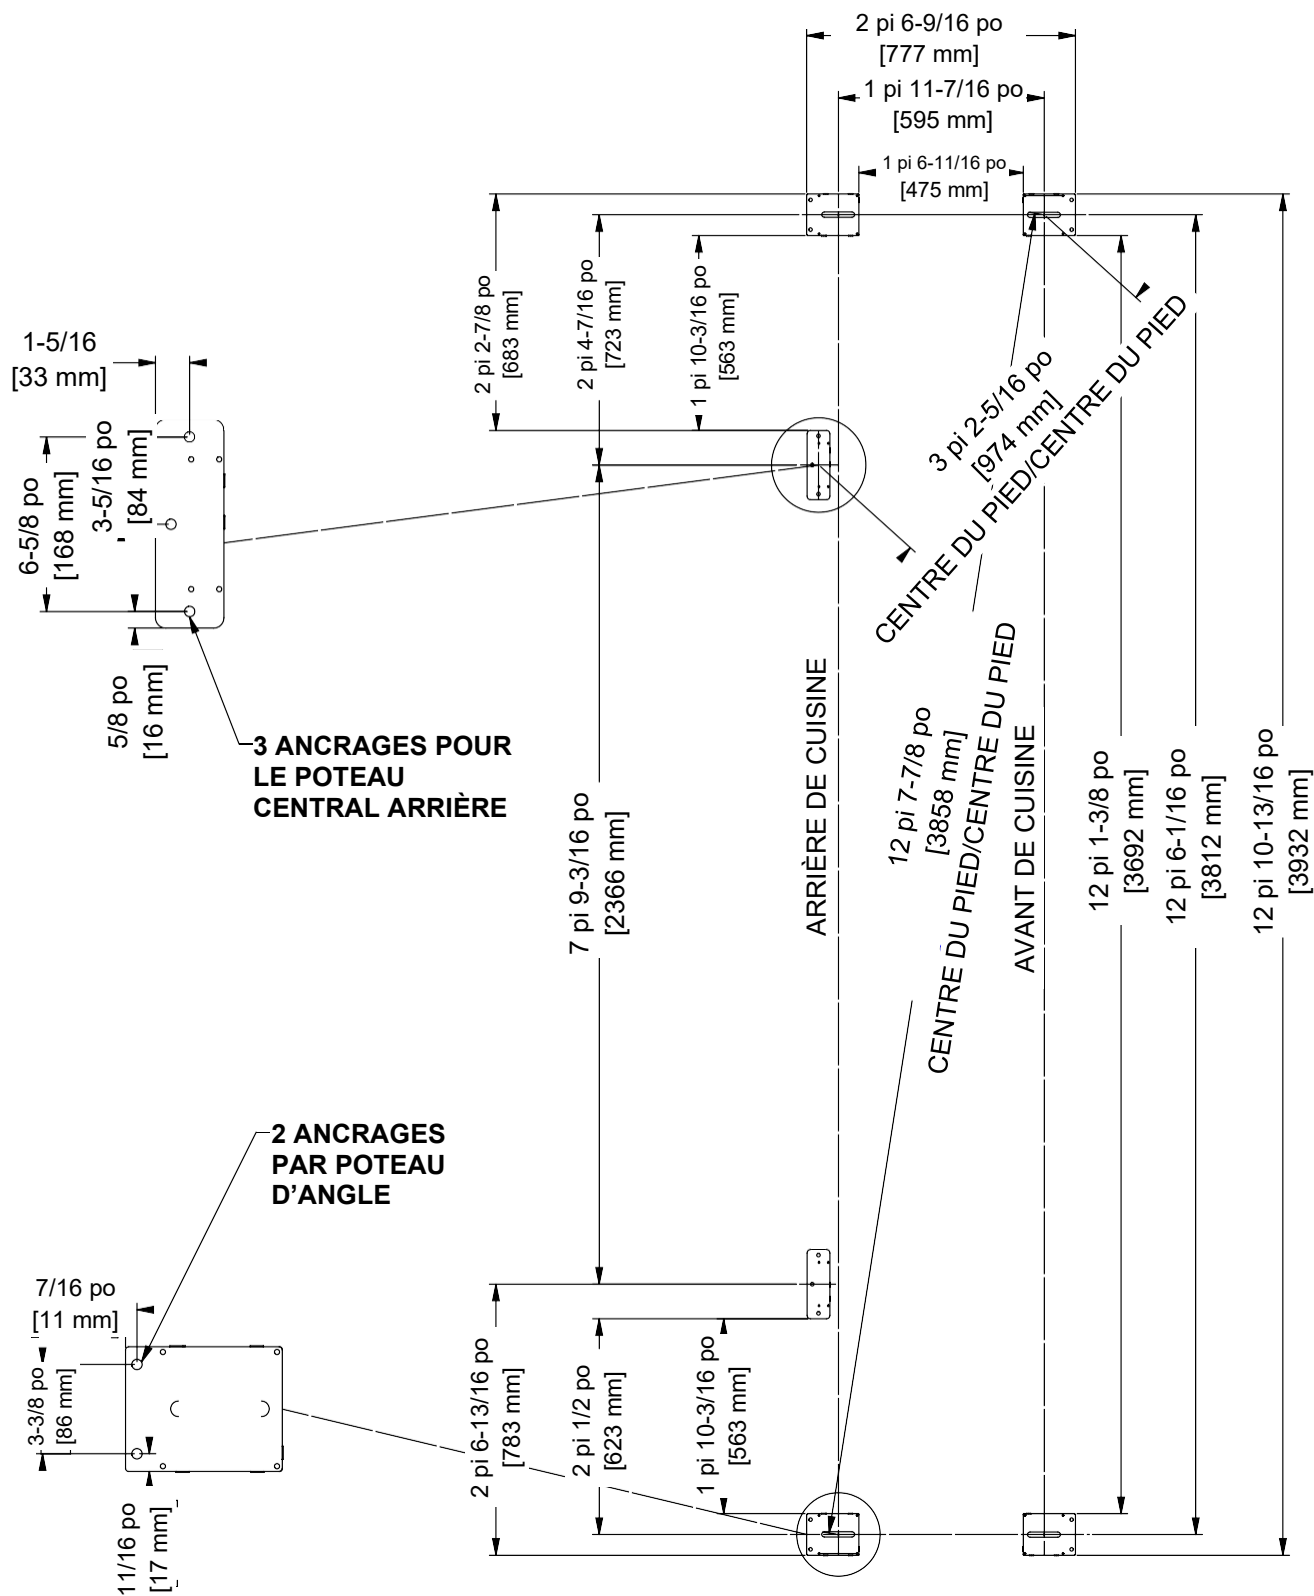 2 pi 6-9/16 po
[777 mm]
1 pi 11-7/16 po
[595 mm]
1 pi 6-11/16 po
[475 mm]
2 pi 2-7/8 po
[683 mm]
2 pi 4-7/16 po
[723 mm]
1 pi 10-3/16 po
[563 mm]
1-5/16
[33 mm]
3-5/16 po
[84 mm]
6-5/8 po
[168 mm]
5/8 po
[16 mm]
3 ANCRAGES POUR
LE POTEAU
CENTRAL ARRIÈRE
3 pi 2-5/16 po
[974 mm]
CENTRE DU PIED/CENTRE DU PIED
7 pi 9-3/16 po
[2366 mm]
ARRIÈRE DE CUISINE
12 pi 7-7/8 po
[3858 mm]
CENTRE DU PIED/CENTRE DU PIED
AVANT DE CUISINE
12 pi 1-3/8 po
[3692 mm]
12 pi 6-1/16 po
[3812 mm]
12 pi 10-13/16 po
[3932 mm]
2 ANCRAGES
PAR POTEAU
D’ANGLE
7/16 po
[11 mm]
3-3/8 po
[86 mm]
11/16 po
[17 mm]
2 pi 6-13/16 po
[783 mm]
2 pi 1/2 po
[623 mm]
1 pi 10-3/16 po
[563 mm]